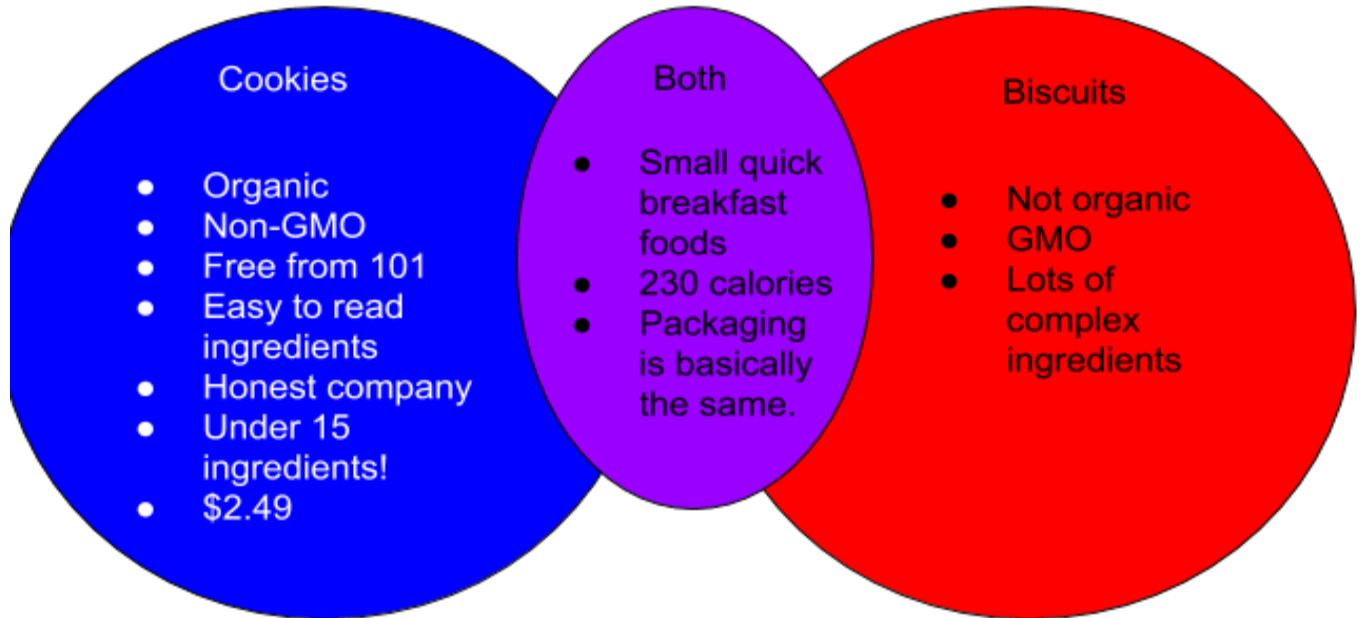 Cookies
● Organic
● Non-GMO
● Free from 101
● Easy to read
ingredients
● Honest company
● Under 15
ingredients!
● $2.49
Both
● Small quick
breakfast
foods
● 230 calories
● Packaging
is basically
the same.
Biscuits
● Not organic
● GMO
● Lots of
complex
ingredients